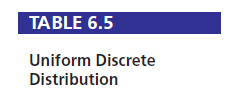 TABLE 6.5
Uniform Discrete
Distribution